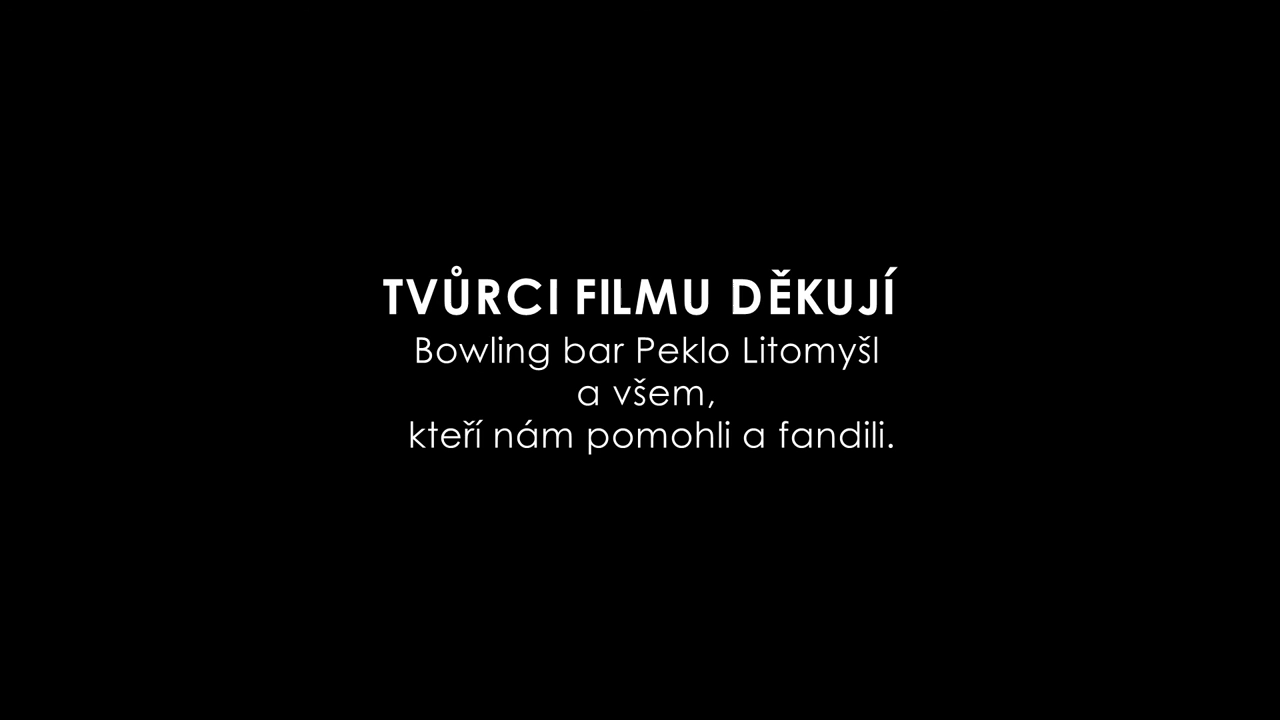 TVŮRCI FILMU DĚKUJÍ
Bowling bar Peklo Litomyšl
a všem,
kteří nám pomohli a fandili.